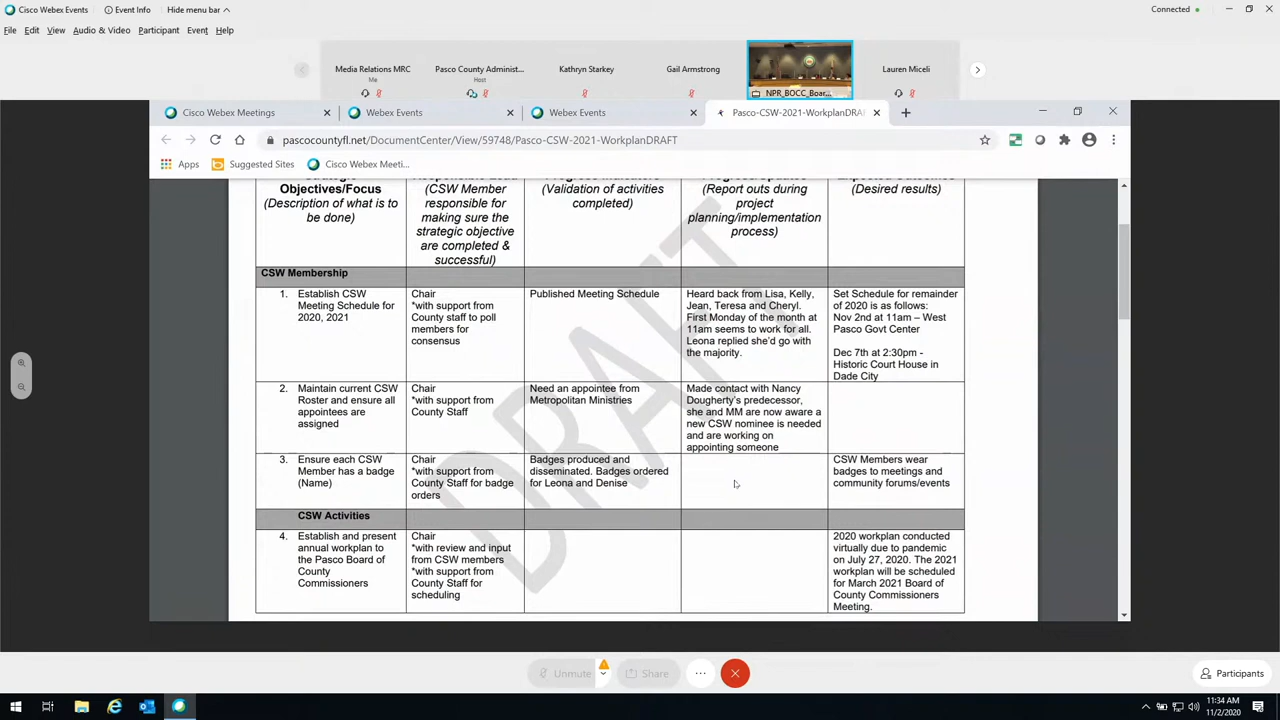 Cisco Webex Events
Event Info
Hide menu bar
Connected
File Edit View Audio & Video Participant Event Help
Media Relations MRC
Me
Pasco County Administ...
Host
Kathryn Starkey
Gail Armstrong
NPR_BOCC_Boar...
Lauren Miceli
Cisco Webex Meetings
Webex Events
Webex Events
Pasco-CSW-2021-WorkplanDRAF
pascocountyfl.net/DocumentCenter/View/59748/Pasco-CSW-2021-WorkplanDRAFT
Apps
Suggested Sites
Cisco Webex Meeti...
Objectives/Focus
(Description of what is to
be done)
(CSW Member
responsible for
making sure the
strategic objective
are completed &
successful)
(Validation of activities
completed)
(Report outs during
project
planning/implementation
process)
(Desired results)
CSW Membership
1. Establish CSW
Meeting Schedule for
2020, 2021
Chair
*with support from
County staff to poll
members for
consensus
Published Meeting Schedule
Heard back from Lisa, Kelly,
Jean, Teresa and Cheryl.
First Monday of the month at
11am seems to work for all.
Leona replied she'd go with
the majority.
Set Schedule for remainder
of 2020 is as follows:
Nov 2nd at 11am – West
Pasco Govt Center
Dec 7th at 2:30pm -
Historic Court House in
Dade City
2. Maintain current CSW
Roster and ensure all
appointees are
assigned
Chair
*with support from
County Staff
Need an appointee from
Metropolitan Ministries
Made contact with Nancy
Dougherty's predecessor,
she and MM are now aware a
new CSW nominee is needed
and are working on
appointing someone
3. Ensure each CSW
Member has a badge
(Name)
Chair
*with support from
County Staff for badge
orders
Badges produced and
disseminated. Badges ordered
for Leona and Denise
CSW Members wear
badges to meetings and
community forums/events
CSW Activities
4. Establish and present
annual workplan to
the Pasco Board of
County
Commissioners
Chair
*with review and input
from CSW members
*with support from
County Staff for
scheduling
2020 workplan conducted
virtually due to pandemic
on July 27, 2020. The 2021
workplan will be scheduled
for March 2021 Board of
County Commissioners
Meeting.
DRAFT
Unmute
Share
Participants
11:34 AM
11/2/2020